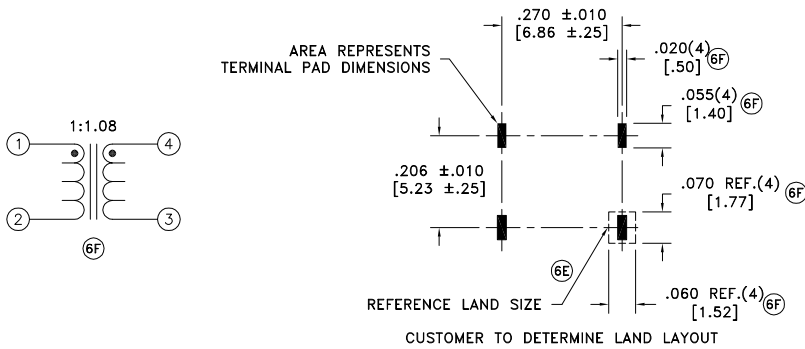 .270 ±.010
[6.86 ±.25]
AREA REPRESENTS
TERMINAL PAD DIMENSIONS
.020(4) 6F
[.50]
.055(4) 6F
[1.40]
1:1.08
1
4
2
3
6F
.206 ±.010
[5.23 ±.25]
.070 REF.(4) 6F
[1.77]
6E
REFERENCE LAND SIZE
.060 REF.(4) 6F
[1.52]
CUSTOMER TO DETERMINE LAND LAYOUT